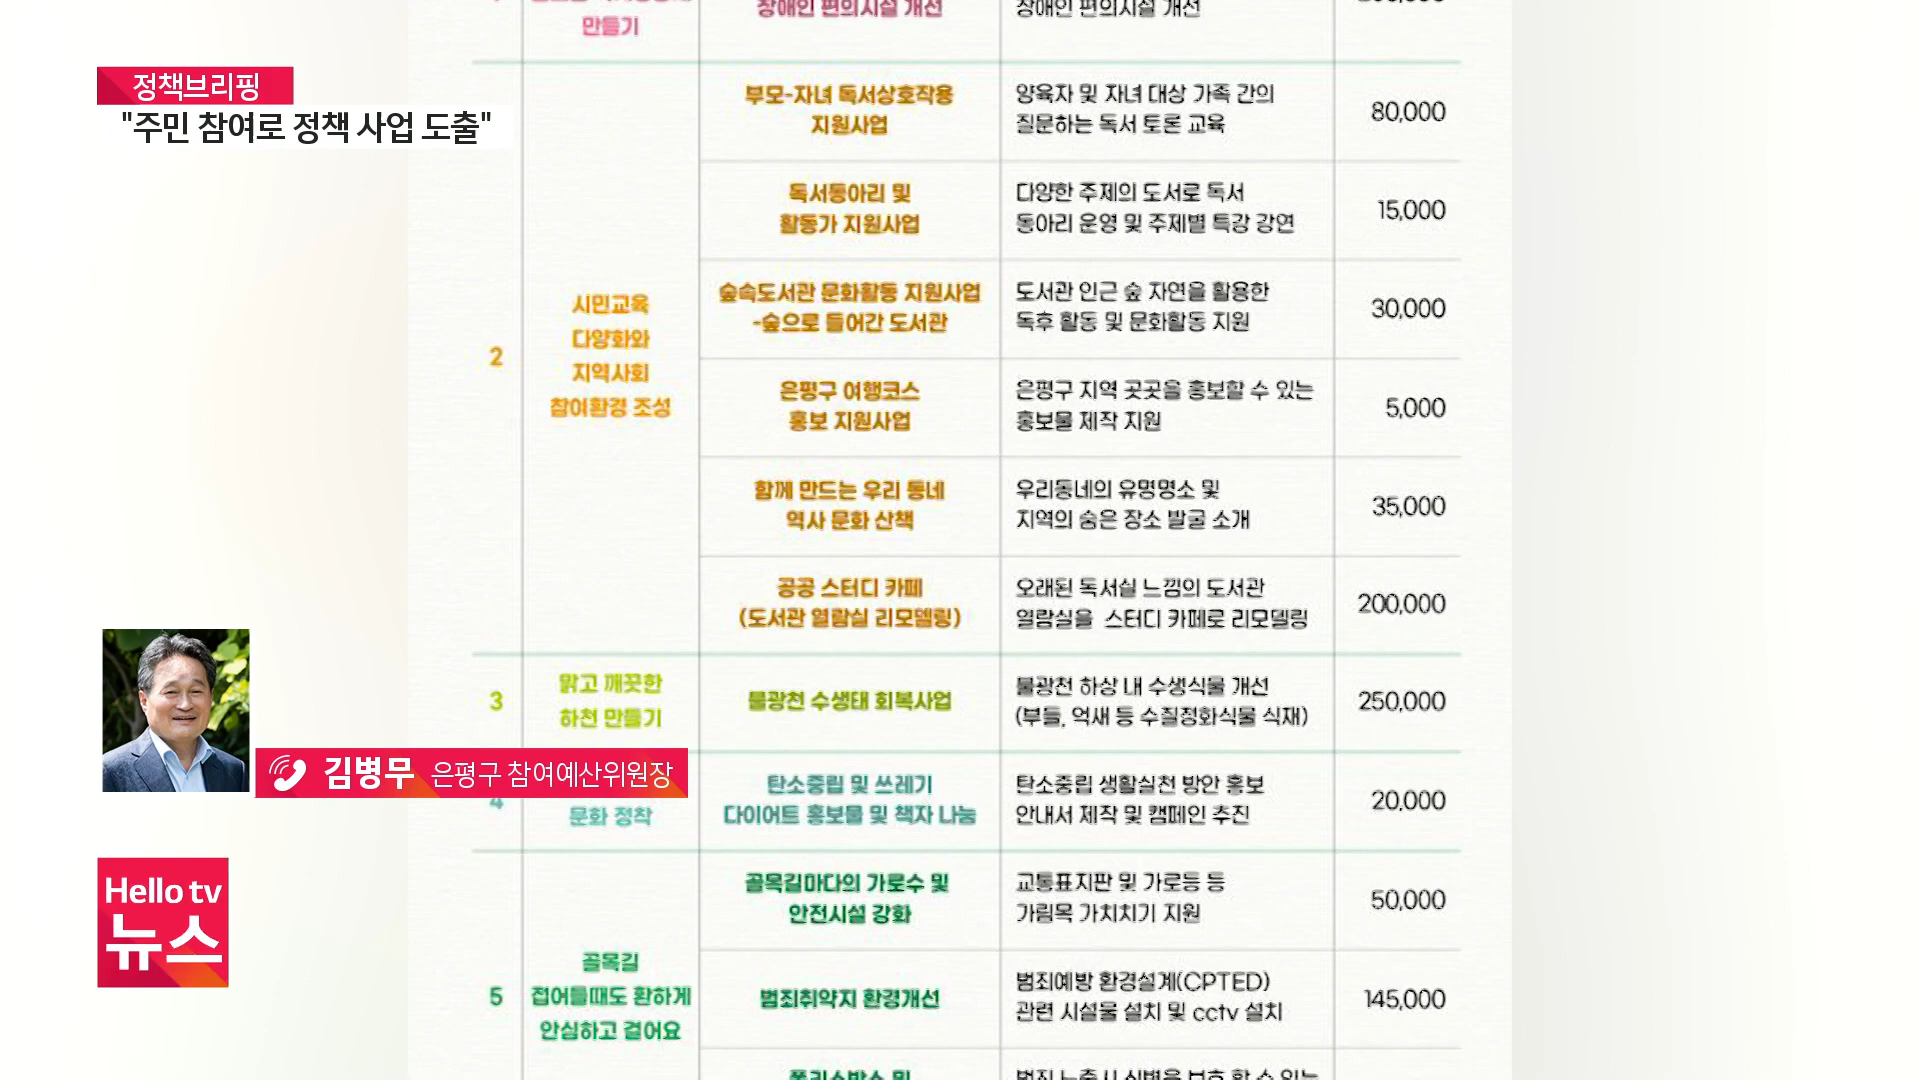 정책브리핑
"주민 참여로 정책 사업 도출"
만들기
장애인 편의시설 개선
장애인 편의시설 개선
2
시민교육
다양화와
지역사회
참여환경 조성
부모-자녀 독서상호작용
지원사업
양육자 및 자녀 대상 가족 간의
질문하는 독서 토론 교육
80,000
독서동아리 및
활동가 지원사업
다양한 주제의 도서로 독서
동아리 운영 및 주제별 특강 강연
15,000
숲속도서관 문화활동 지원사업
-숲으로 들어간 도서관
도서관 인근 숲 자연을 활용한
독후 활동 및 문화활동 지원
30,000
은평구 여행코스
홍보 지원사업
은평구 지역 곳곳을 홍보할 수 있는
홍보물 제작 지원
5,000
함께 만드는 우리 동네
역사 문화 산책
우리동네의 유명명소 및
지역의 숨은 장소 발굴 소개
35,000
공공 스터디 카페
(도서관 열람실 리모델링)
오래된 독서실 느낌의 도서관
열람실을 스터디 카페로 리모델링
200,000
3
맑고 깨끗한
하천 만들기
불광천 수생태 회복사업
불광천 하상 내 수생식물 개선
(부들, 억새 등 수질정화식물 식재)
250,000
4
문화 정착
탄소중립 및 쓰레기
다이어트 홍보물 및 책자 나눔
탄소중립 생활실천 방안 홍보
안내서 제작 및 캠페인 추진
20,000
5
골목길
접어들때도 환하게
안심하고 걸어요
골목길마다의 가로수 및
안전시설 강화
교통표지판 및 가로등 등
가림목 가치치기 지원
50,000
범죄취약지 환경개선
범죄예방 환경설계(CPTED)
관련 시설물 설치 및 cctv 설치
145,000
김병무 은평구 참여예산위원장
Hello tv
뉴스